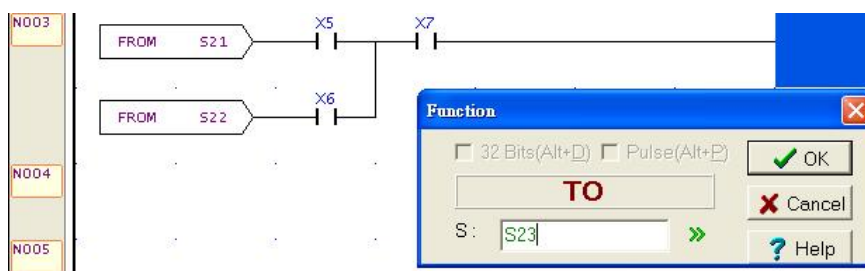 N003
X5
X7
FROM S21
X6
FROM S22
Function
32 Bits(Alt+D) Pulse(Alt+P)
OK
N004
TO
Cancel
S: S23
Help
N005